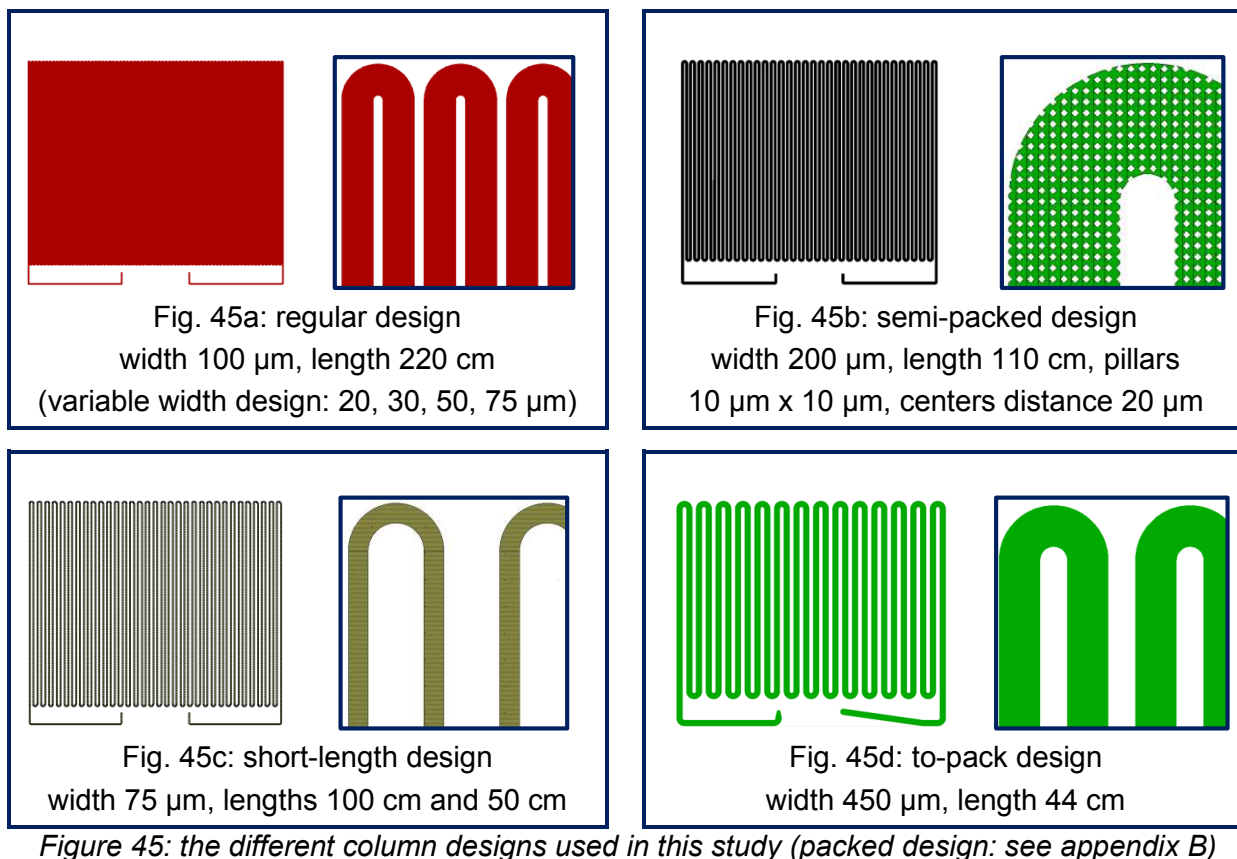 Fig. 45a: regular design
width 100 µm, length 220 cm
(variable width design: 20, 30, 50, 75 µm)
Fig. 45b: semi-packed design
width 200 µm, length 110 cm, pillars
10 µm x 10 µm, centers distance 20 µm
Fig. 45c: short-length design
width 75 µm, lengths 100 cm and 50 cm
Fig. 45d: to-pack design
width 450 µm, length 44 cm
Figure 45: the different column designs used in this study (packed design: see appendix B)